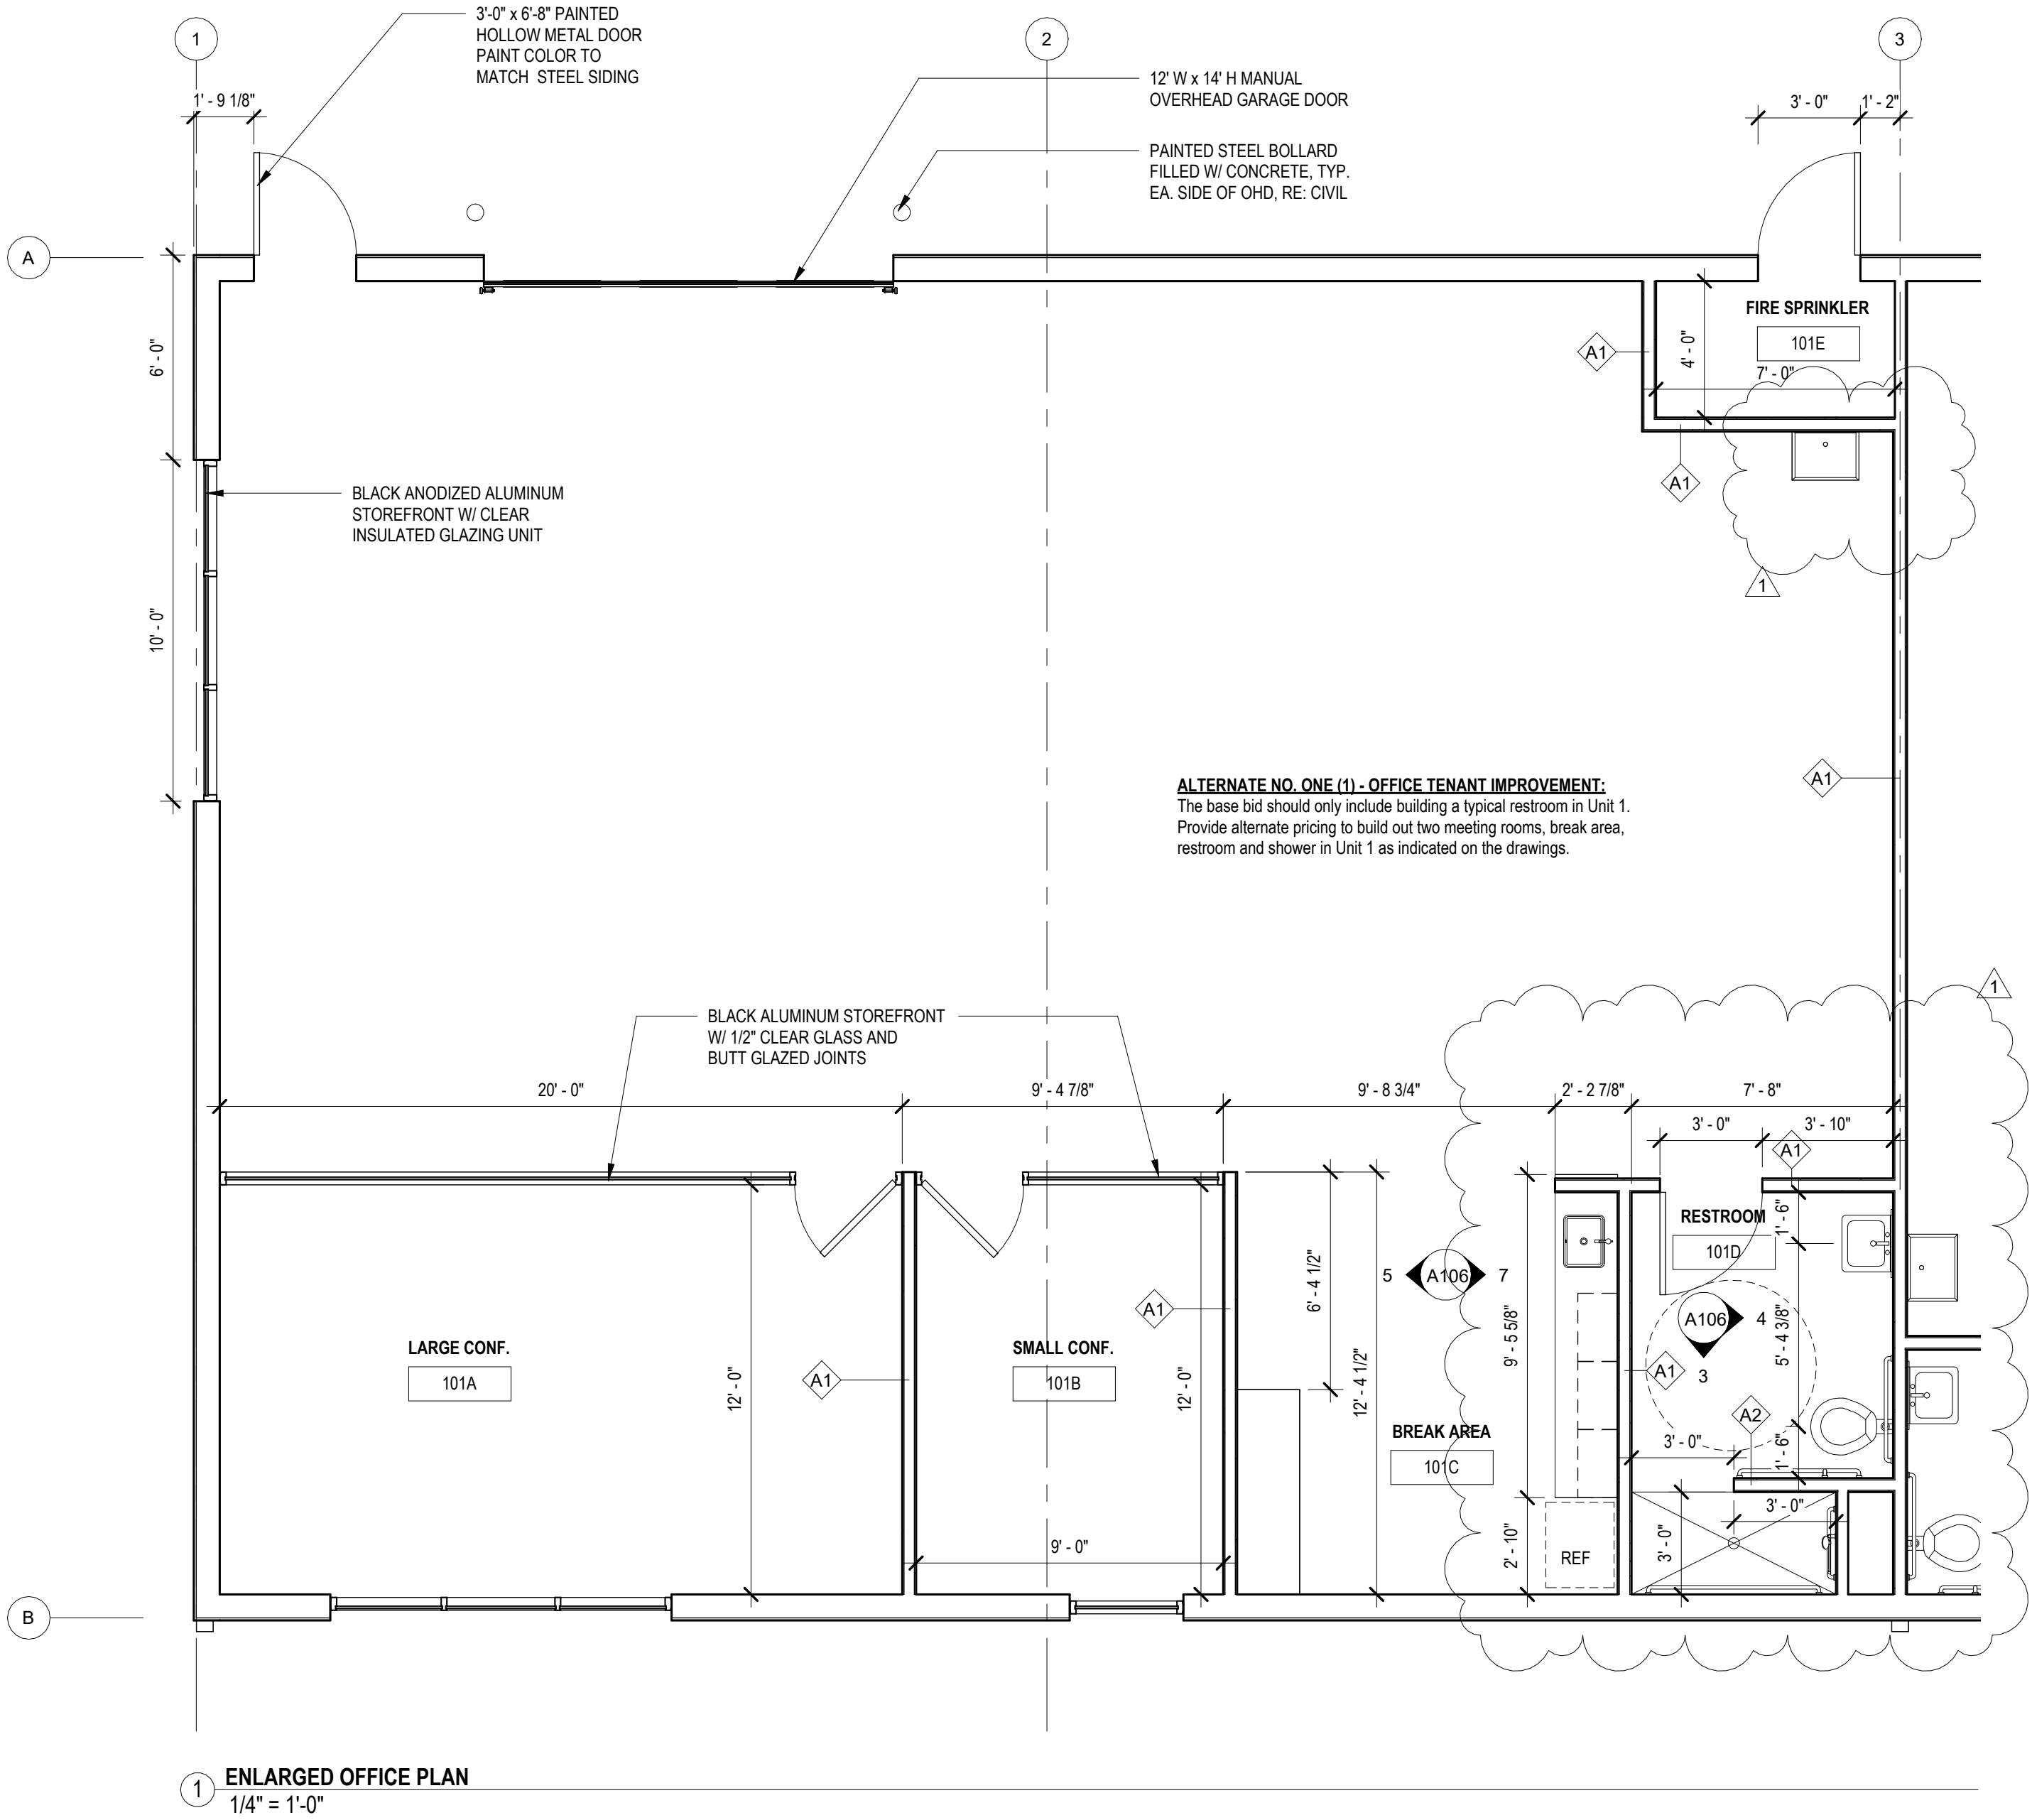 3'-0" x 6'-8" PAINTED
HOLLOW METAL DOOR
PAINT COLOR TO
MATCH STEEL SIDING
1
2
3
12' W x 14' H MANUAL
OVERHEAD GARAGE DOOR
1' - 9 1/8"
3' - 0"
1' - 2"
PAINTED STEEL BOLLARD
FILLED W/ CONCRETE, TYP.
EA. SIDE OF OHD, RE: CIVIL
A
FIRE SPRINKLER
101E
6' - 0"
A1
4' - 0"
7' - 0"
A1
BLACK ANODIZED ALUMINUM
STOREFRONT W/ CLEAR
INSULATED GLAZING UNIT
1
10' - 0"
A1
ALTERNATE NO. ONE (1) - OFFICE TENANT IMPROVEMENT:
The base bid should only include building a typical restroom in Unit 1.
Provide alternate pricing to build out two meeting rooms, break area,
restroom and shower in Unit 1 as indicated on the drawings.
1
BLACK ALUMINUM STOREFRONT
W/ 1/2" CLEAR GLASS AND
BUTT GLAZED JOINTS
20' - 0"
9' - 4 7/8"
9' - 8 3/4"
2' - 2 7/8"
7' - 8"
3' - 0"
3' - 10"
A1
RESTROOM
101D
1' - 6"
5
A106
7
6' - 4 1/2"
A1
9' - 5 5/8"
A106
4
3
5' - 4 3/8"
LARGE CONF.
101A
SMALL CONF.
101B
12' - 0"
A1
12' - 0"
12' - 4 1/2"
A1
A2
BREAK AREA
101C
3' - 0"
1' - 6"
3' - 0"
9' - 0"
2' - 10"
REF
3' - 0"
B
1
ENLARGED OFFICE PLAN
1/4" = 1'-0"